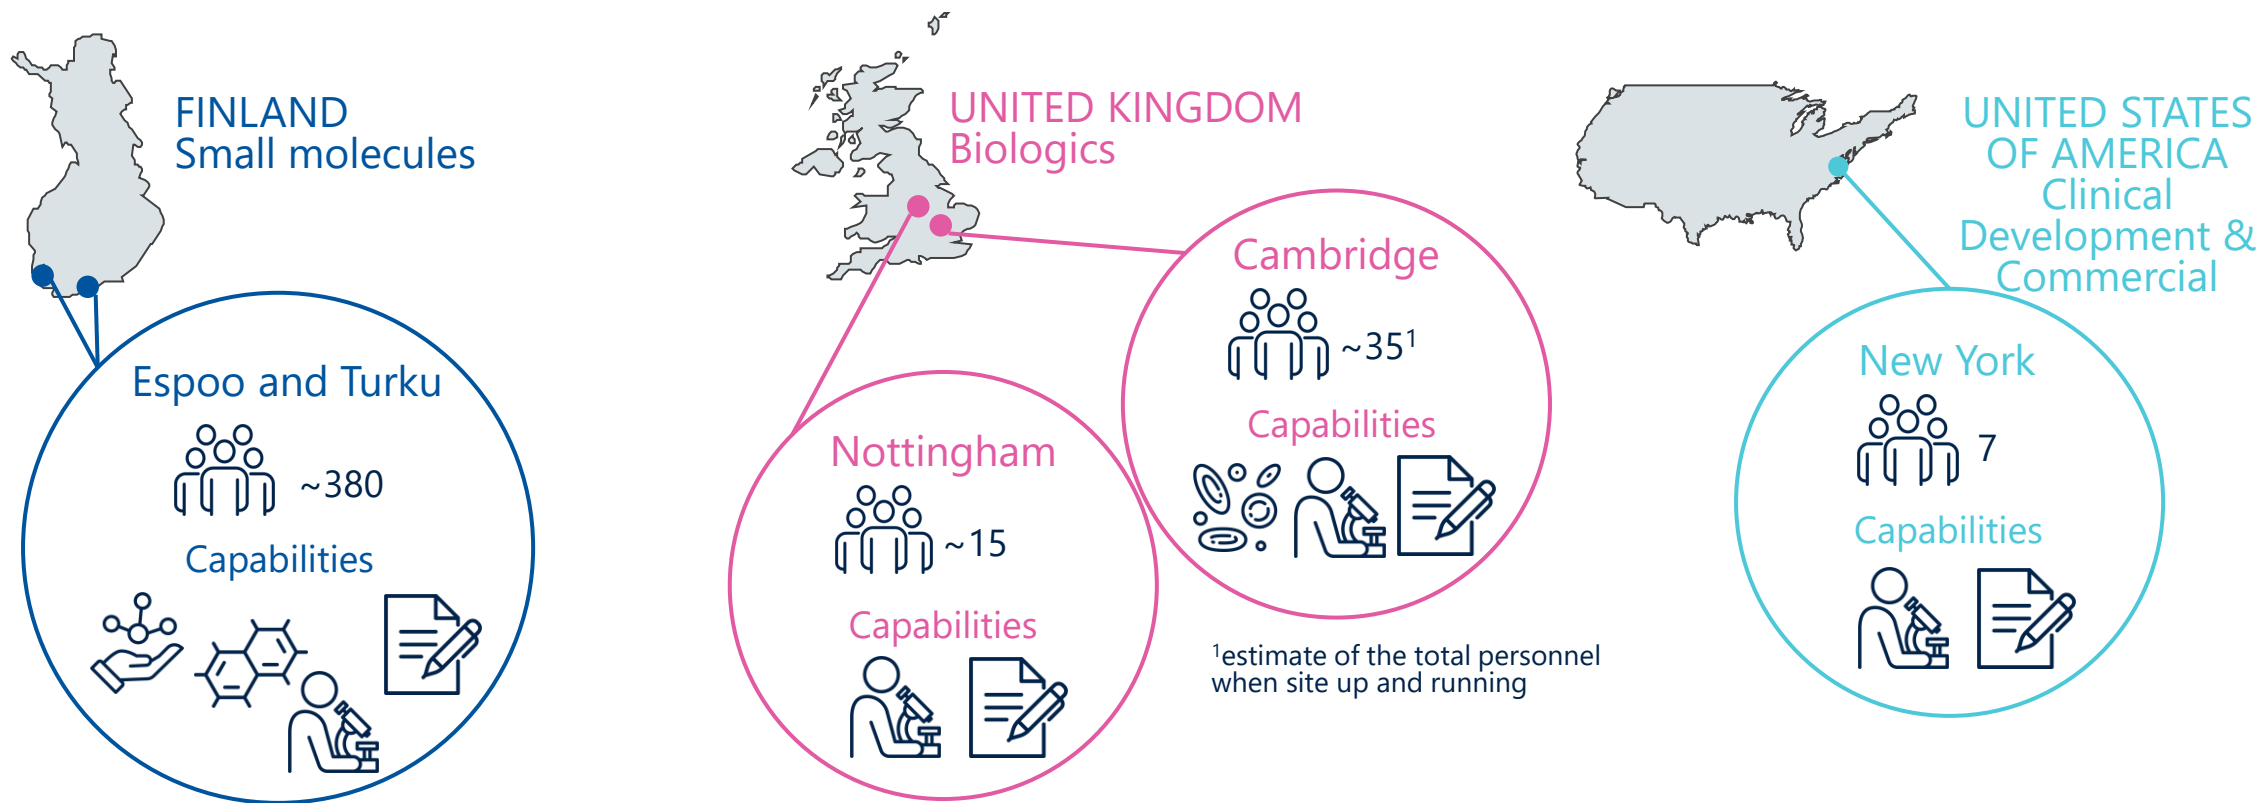 FINLAND
Small molecules
Espoo and Turku
~380
Capabilities
UNITED KINGDOM
Biologics
Nottingham
~15
Capabilities
Cambridge
~35¹
Capabilities
¹estimate of the total personnel
when site up and running
UNITED STATES
OF AMERICA
Clinical
Development &
Commercial
New York
7
Capabilities